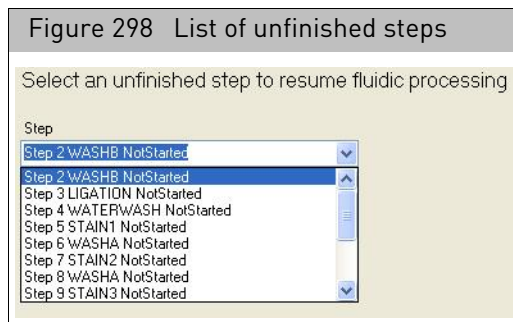 Figure 298 List of unfinished steps
Select an unfinished step to resume fluidic processing
Step
Step 2 WASHB NotStarted
Step 2 WASHB NotStarted
Step 3 LIGATION NotStarted
Step 4 WATERWASH NotStarted
Step 5 STAIN1 NotStarted
Step 6 WASHA NotStarted
Step 7 STAIN2 NotStarted
Step 8 WASHA NotStarted
Step 9 STAIN3 NotStarted